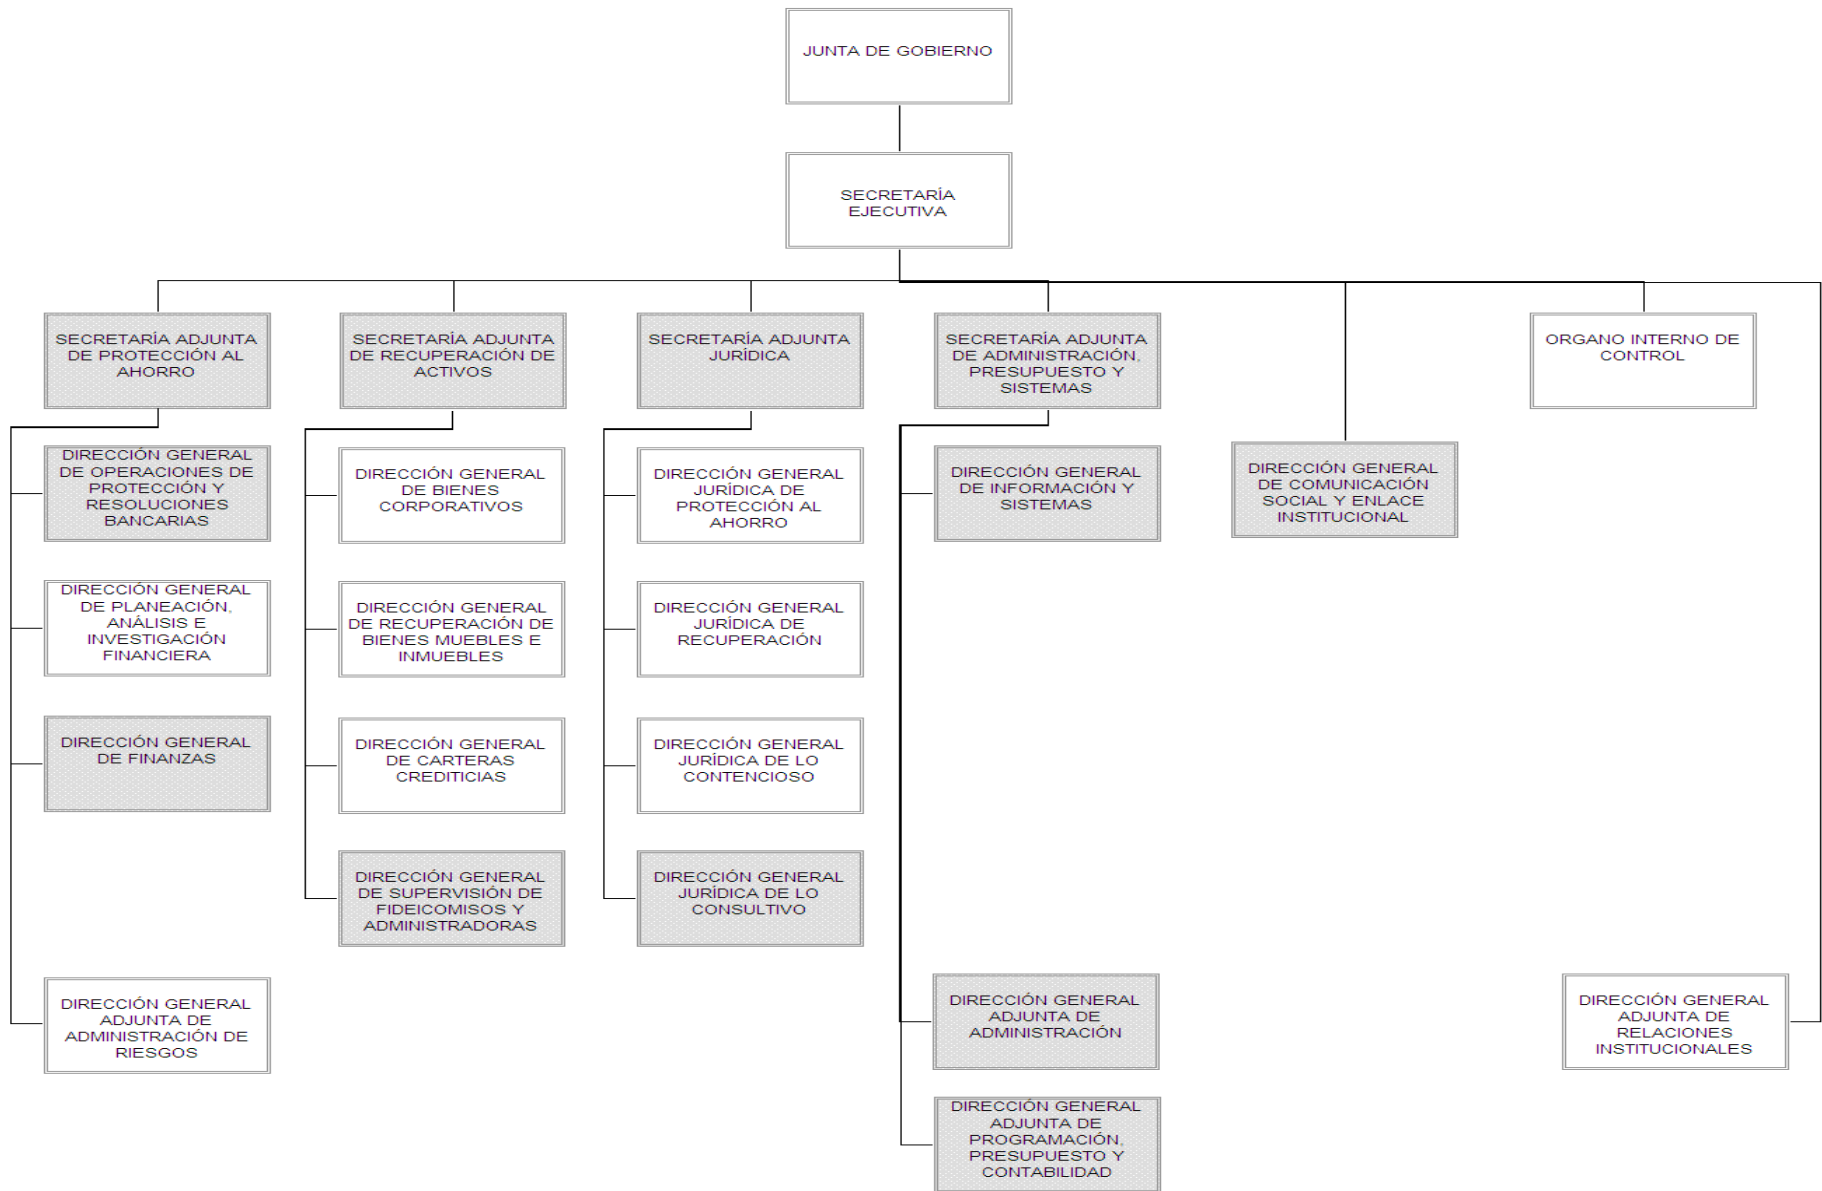 JUNTA DE GOBIERNO
SECRETARÍA
EJECUTIVA
SECRETARÍA ADJUNTA
DE PROTECCIÓN AL
AHORRO
SECRETARÍA ADJUNTA
DE RECUPERACIÓN DE
ACTIVOS
SECRETARÍA ADJUNTA
JURÍDICA
SECRETARÍA ADJUNTA
DE ADMINISTRACIÓN,
PRESUPUESTO Y
SISTEMAS
ORGANO INTERNO DE
CONTROL
DIRECCIÓN GENERAL
DE OPERACIONES DE
PROTECCIÓN Y
RESOLUCIONES
BANCARIAS
DIRECCIÓN GENERAL
DE BIENES
CORPORATIVOS
DIRECCIÓN GENERAL
JURÍDICA DE
PROTECCIÓN AL
AHORRO
DIRECCIÓN GENERAL
DE INFORMACIÓN Y
SISTEMAS
DIRECCIÓN GENERAL
DE COMUNICACIÓN
SOCIAL Y ENLACE
INSTITUCIONAL
DIRECCIÓN GENERAL
DE PLANEACIÓN,
ANÁLISIS E
INVESTIGACIÓN
FINANCIERA
DIRECCIÓN GENERAL
DE RECUPERACIÓN DE
BIENES MUEBLES E
INMUEBLES
DIRECCIÓN GENERAL
JURÍDICA DE
RECUPERACIÓN
DIRECCIÓN GENERAL
DE FINANZAS
DIRECCIÓN GENERAL
DE CARTERAS
CREDITICIAS
DIRECCIÓN GENERAL
JURÍDICA DE LO
CONTENCIOSO
DIRECCIÓN GENERAL
DE SUPERVISIÓN DE
FIDEICOMISOS Y
ADMINISTRADORAS
DIRECCIÓN GENERAL
JURÍDICA DE LO
CONSULTIVO
DIRECCIÓN GENERAL
ADJUNTA DE
ADMINISTRACIÓN DE
RIESGOS
DIRECCIÓN GENERAL
ADJUNTA DE
ADMINISTRACIÓN
DIRECCIÓN GENERAL
ADJUNTA DE
RELACIONES
INSTITUCIONALES
DIRECCIÓN GENERAL
ADJUNTA DE
PROGRAMACIÓN,
PRESUPUESTO Y
CONTABILIDAD